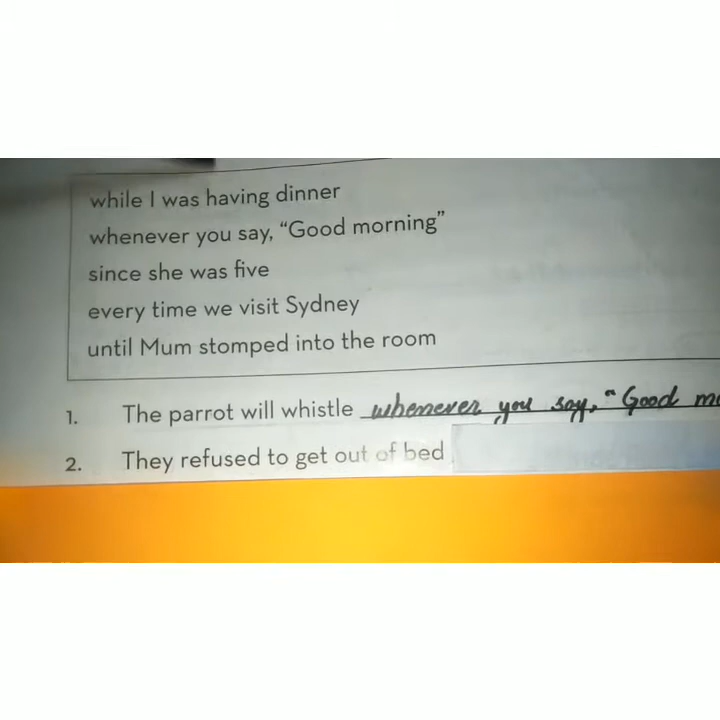 while I was having dinner
whenever you say, “Good morning”
since she was five
every time we visit Sydney
until Mum stomped into the room
1. The parrot will whistle whenever you say, “Good
2. They refused to get out of bed